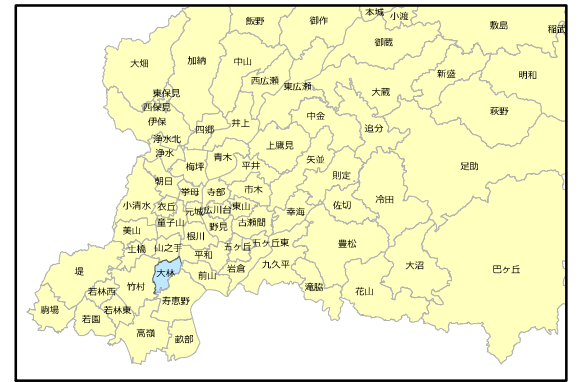 本城
小渡
飯野
御作
敷島
稲武
大畑
加納
中山
御蔵
西広瀬
東広瀬
新盛
明和
東保見
西保見
大蔵
萩野
伊保
四郷
井上
中金
追分
浄水北
浄水
青木
上鷹見
矢並
足助
梅坪
平井
則定
朝日
挙母
寺部
市木
冷田
小清水
衣丘
元城
広川台
東山
幸海
佐切
美山
童子山
野見
古瀬間
根川
土橋
山之手
平和
五ケ丘
五ケ丘東
豊松
堤
大林
前山
岩倉
九久平
大沼
巴ケ丘
若林西
竹村
滝脇
花山
駒場
若園
若林東
寿恵野
高嶺
畝部